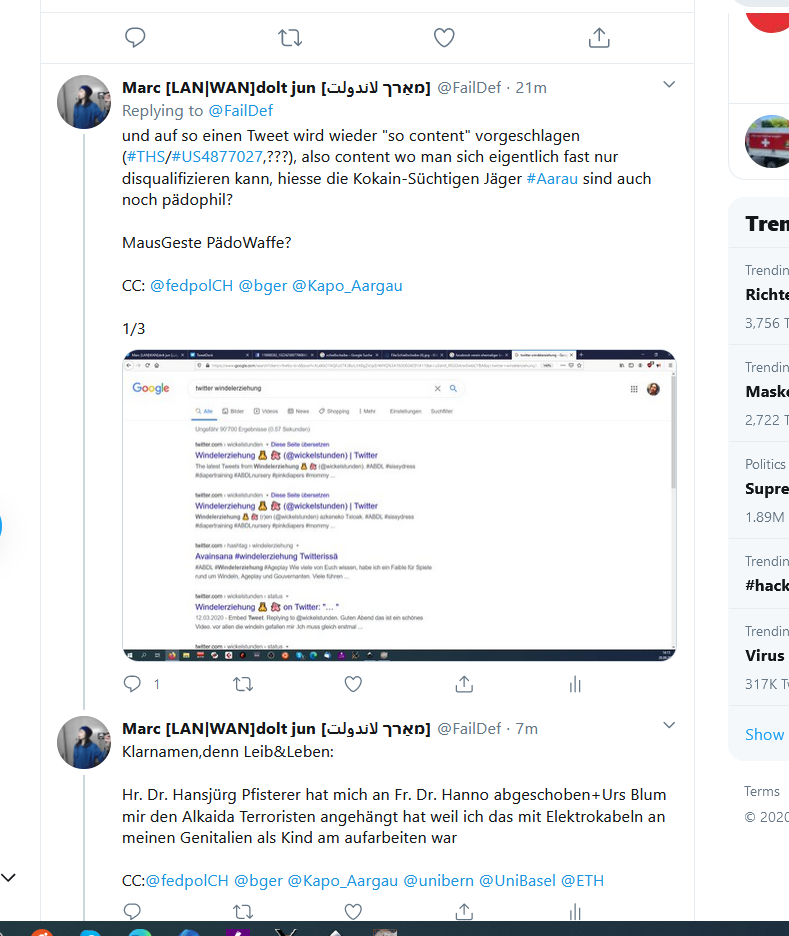 Marc [LAN|WAN]dolt jun [מאַרך لاندولت] @FailDef · 21m
Replying to @FailDef
und auf so einen Tweet wird wieder "so content" vorgeschlagen
(#THS/#US4877027,???), also content wo man sich eigentlich fast nur
disqualifizieren kann, hiesse die Kokain-Süchtigen Jäger #Aarau sind auch
noch pädophil?
MausGeste PädoWaffe?
CC: @fedpolCH @bger @Kapo_Aargau
1/3
Google
twitter windelerziehung
Alle Bilder Videos News Shopping Mehr Einstellungen Suchfilter
Ungefähr 90'700 Ergebnisse (0.57 Sekunden)
twitter.com › wickelstunden Diese Seite übersetzen
Windelerziehung (@wickelstunden) | Twitter
The latest Tweets from Windelerziehung (@wickelstunden). #ABDL #sissydress
#diapertraining #ABDLnursery #pinkdiapers #mommy ...
twitter.com › wickelstunden Diese Seite übersetzen
Windelerziehung (@wickelstunden) | Twitter
Windelerziehung (r)en (@wickelstunden) azkeneko Txioak. #ABDL #sissydress
#diapertraining #ABDLnursery #pinkdiapers #mommy ...
twitter.com › hashtag › windelerziehung
Avainsana #windelerziehung Twitterissä
#ABDL #Windelerziehung #Ageplay Wie viele von Euch wissen, habe ich ein Faible für Spiele
rund um Windeln, Ageplay und Gouvernanten. Viele führen ...
twitter.com › wickelstunden › status
Windelerziehung on Twitter: "... "
12.03.2020 - Embed Tweet. Replying to @wickelstunden. Guten Abend das ist ein schönes
Video. vor allen die windeln gefallen mir .Ich muss gleich erstmal ...
twitter.com › wickelstunden › status
1
Marc [LAN|WAN]dolt jun [מאַרך لاندولت] @FailDef · 7m
Klarnamen,denn Leib&Leben:
Hr. Dr. Hansjürg Pfisterer hat mich an Fr. Dr. Hanno abgeschoben+Urs Blum
mir den Alkaida Terroristen angehängt hat weil ich das mit Elektrokabeln an
meinen Genitalien als Kind am aufarbeiten war
CC:@fedpolCH @bger @Kapo_Aargau @unibern @UniBasel @ETH
Tren
Trendin
Richte
3,756 T
Trendin
Maske
2,722 T
Politics
Supre
1.89M
Trendin
#hack
Trendin
Virus
317K Tw
Show
Terms
© 2020